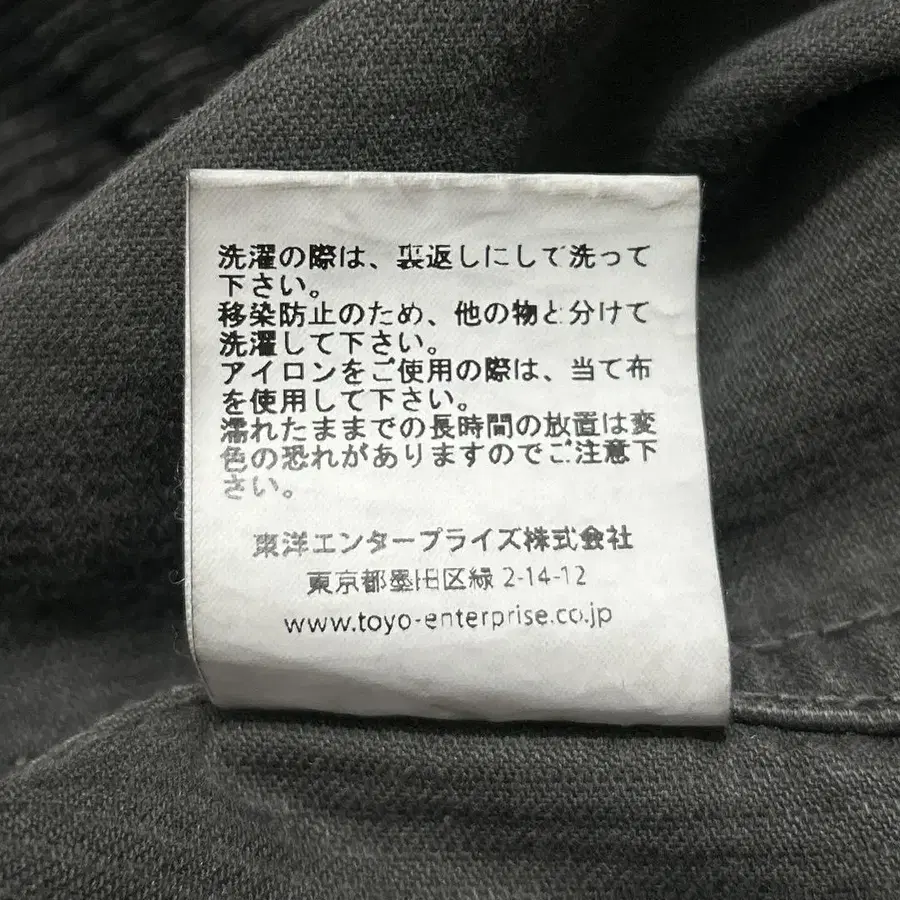 洗濯の際は、裏返しにして洗って
下さい。
移染防止のため、他の物と分けて
洗濯して下さい。
アイロンをご使用の際は、当て布
を使用して下さい。
濡れたままでの長時間の放置は変
色の恐れがありますのでご注意下
さい。
東洋エンタープライズ株式会社
東京都墨田区緑 2-14-12
www.toyo-enterprise.co.jp